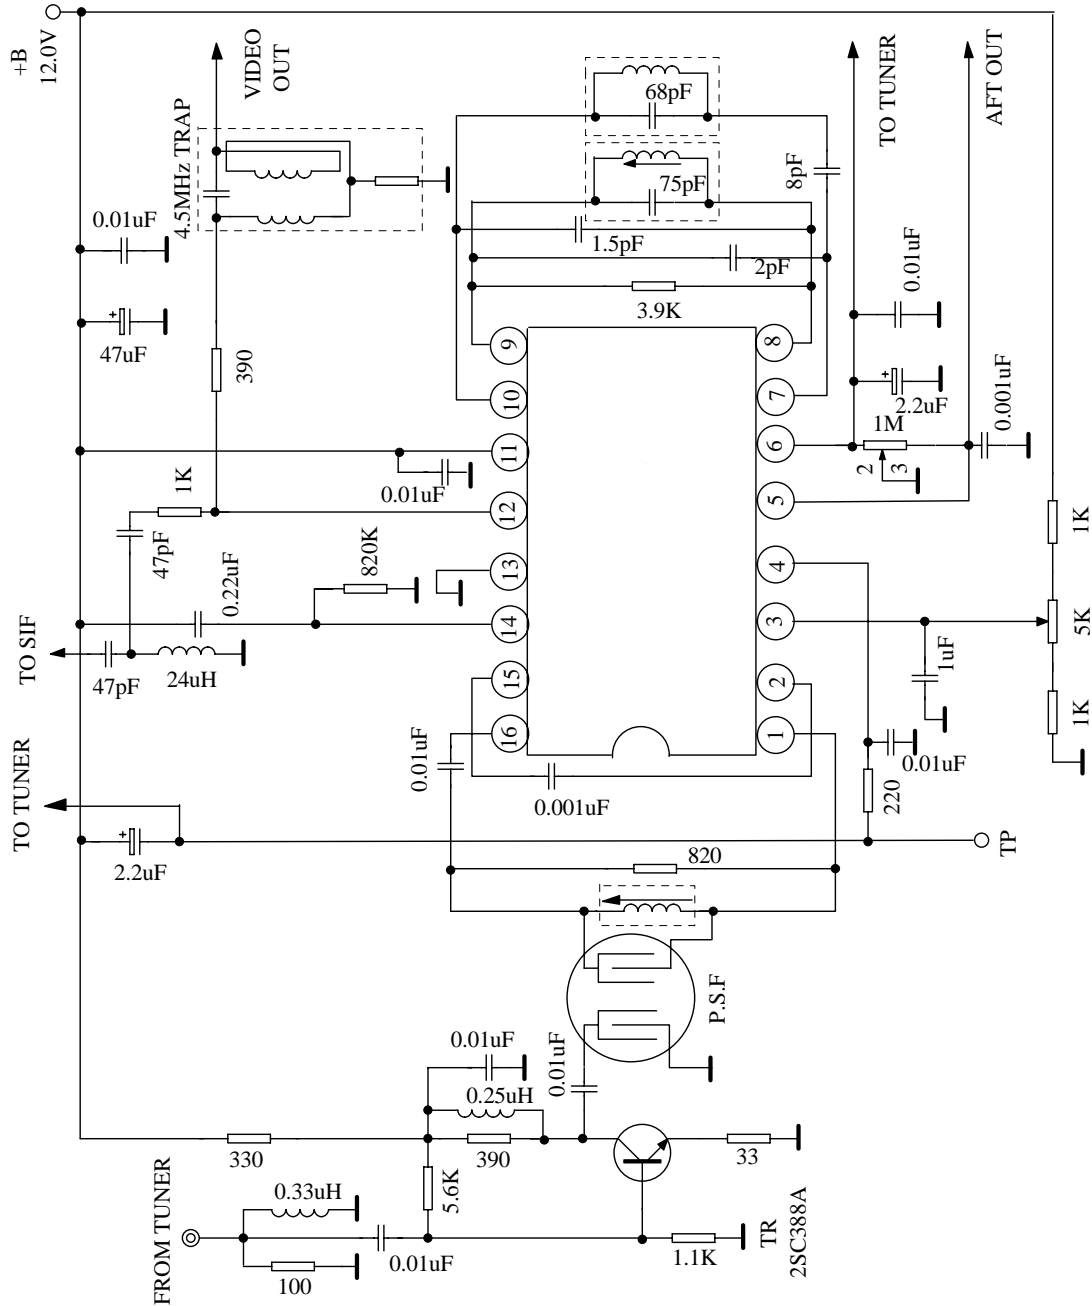 +B
12.0V
VIDEO
OUT
TO TUNER
AFT OUT
68pF
4.5MHz TRAP
75pF
8pF
0.01uF
1.5pF
2pF
0.01uF
3.9K
47uF
390
9
8
10
7
2.2uF
0.001uF
1M
11
6
2
3
0.01uF
1K
12
5
1K
47pF
0.22uF
820K
13
4
TO SIF
14
3
5K
47pF
24uH
15
2
1uF
1K
16
1
0.01uF
0.01uF
TO TUNER
0.001uF
220
2.2uF
820
TP
P.S.F
0.01uF
0.01uF
0.25uH
330
390
33
FROM TUNER
0.33uH
5.6K
TR
2SC388A
0.01uF
1.1K
100